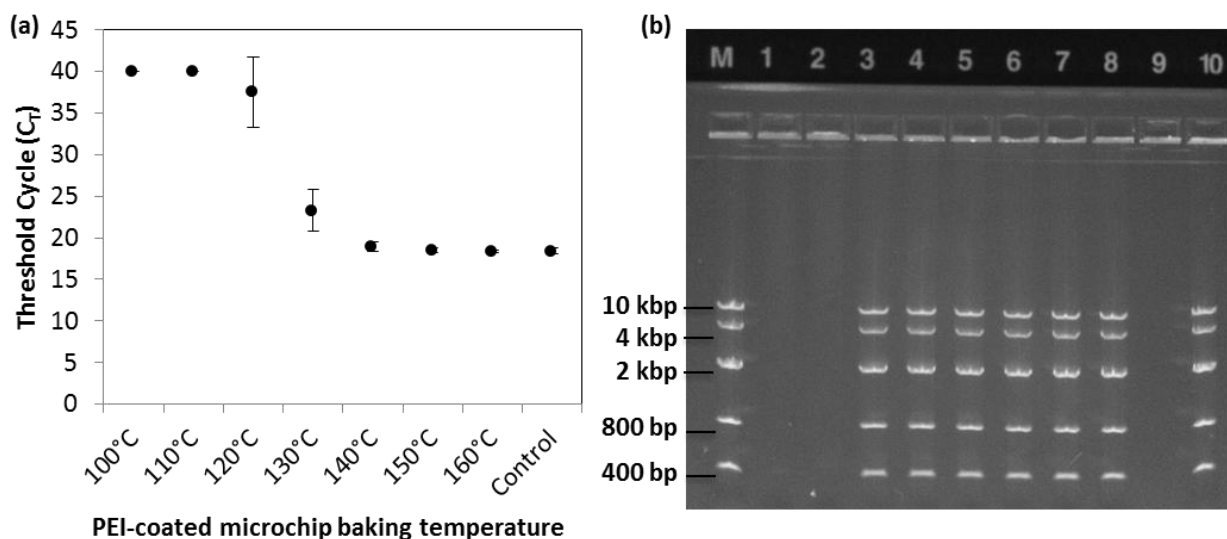 (a)
45
40
35
30
25
20
15
10
5
0
Threshold Cycle (C_T)
100°C 110°C 120°C 130°C 140°C 150°C 160°C Control
PEI-coated microchip baking temperature
(b)
M 1 2 3 4 5 6 7 8 9 10
10 kbp
4 kbp
2 kbp
800 bp
400 bp